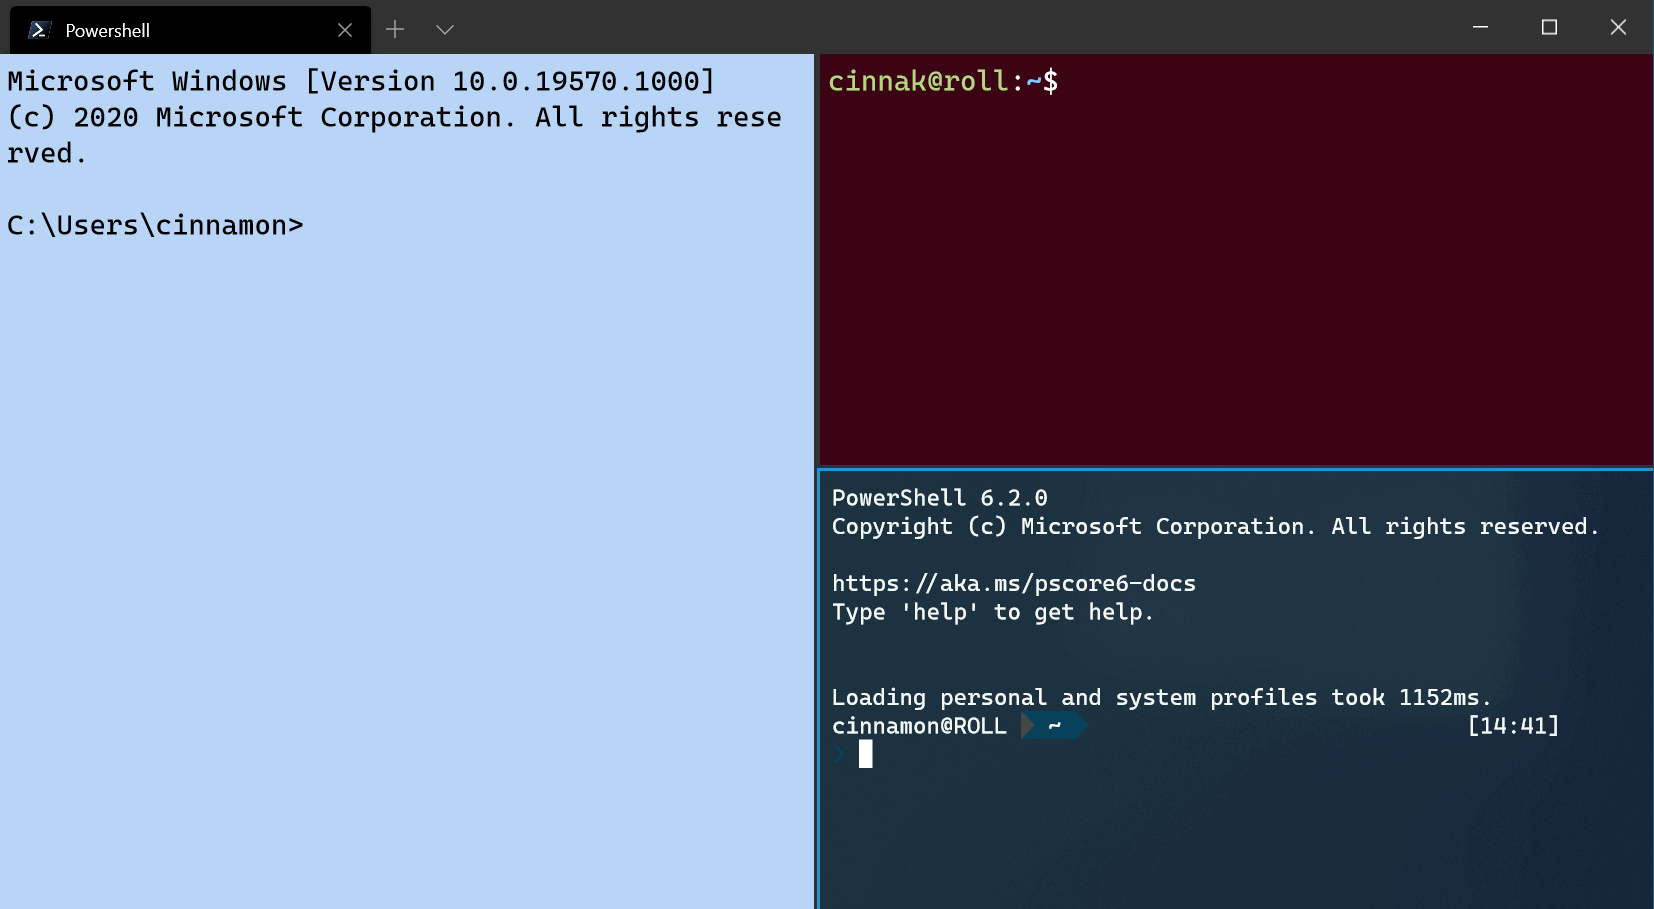 Powershell
Microsoft Windows [Version 10.0.19570.1000]
(c) 2020 Microsoft Corporation. All rights rese
rved.
C:\Users\cinnamon>
cinnak@roll:~$
PowerShell 6.2.0
Copyright (c) Microsoft Corporation. All rights reserved.
https://aka.ms/pscore6-docs
Type 'help' to get help.
Loading personal and system profiles took 1152ms.
cinnamon@ROLL ~ [14:41]
❯